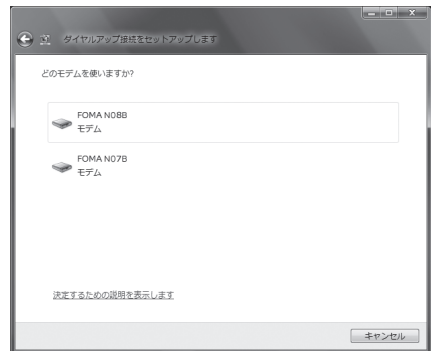 ダイヤルアップ接続をセットアップします
どのモデムを使いますか?
FOMA N08B
モデム
FOMA N07B
モデム
決定するための説明を表示します
キャンセル